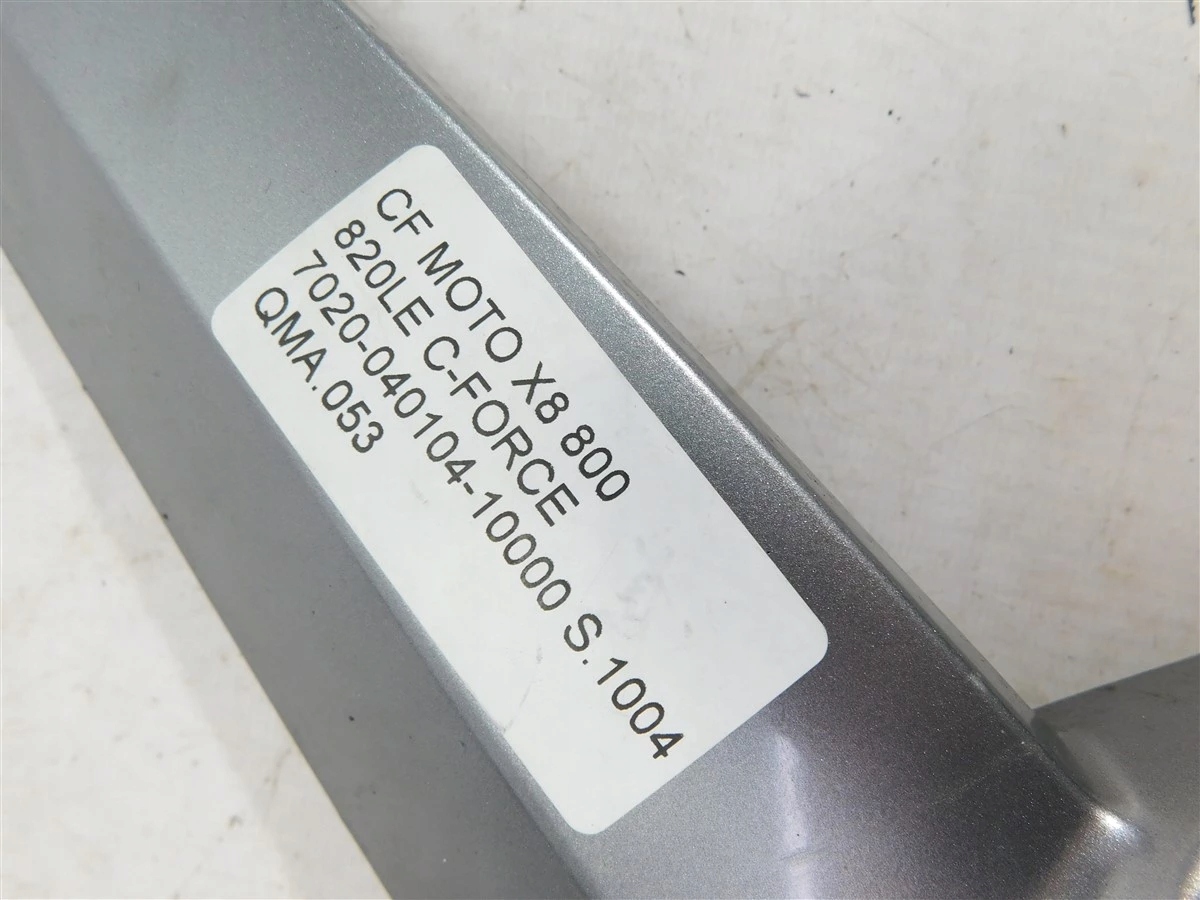 CF MOTO X8 800
820LE C-FORCE
7020-040104-10000 S.1004
QMA.053